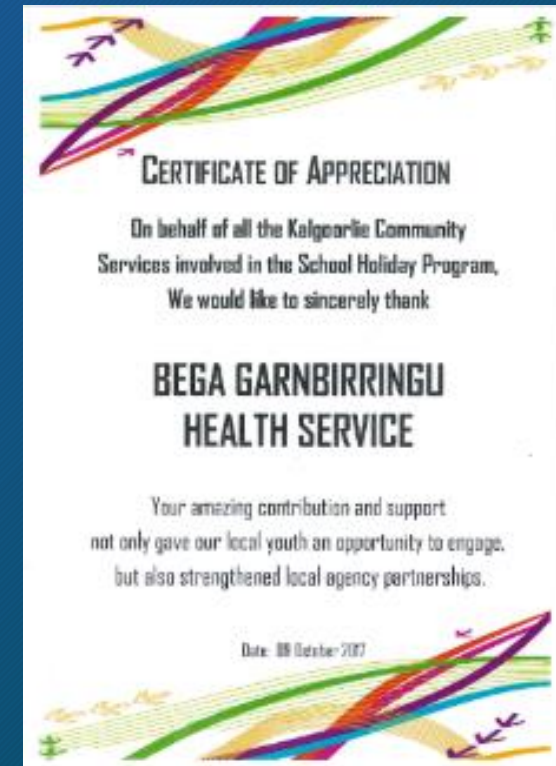 CERTIFICATE OF APPRECIATION
On behalf of all the Kalgoorlie Community
Services involved in the School Holiday Program,
We would like to sincerely thank
BEGA GARNBIRRINGU
HEALTH SERVICE
Your amazing contribution and support
not only gave our local youth an opportunity to engage,
but also strengthened local agency partnerships.
Date: October 2017